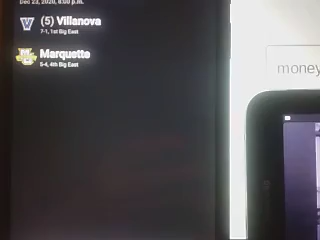 Dec 23, 2020, 8:00 p.m.
(5) Villanova
7-1, 1st Big East
Marquette
5-4, 4th Big East
money